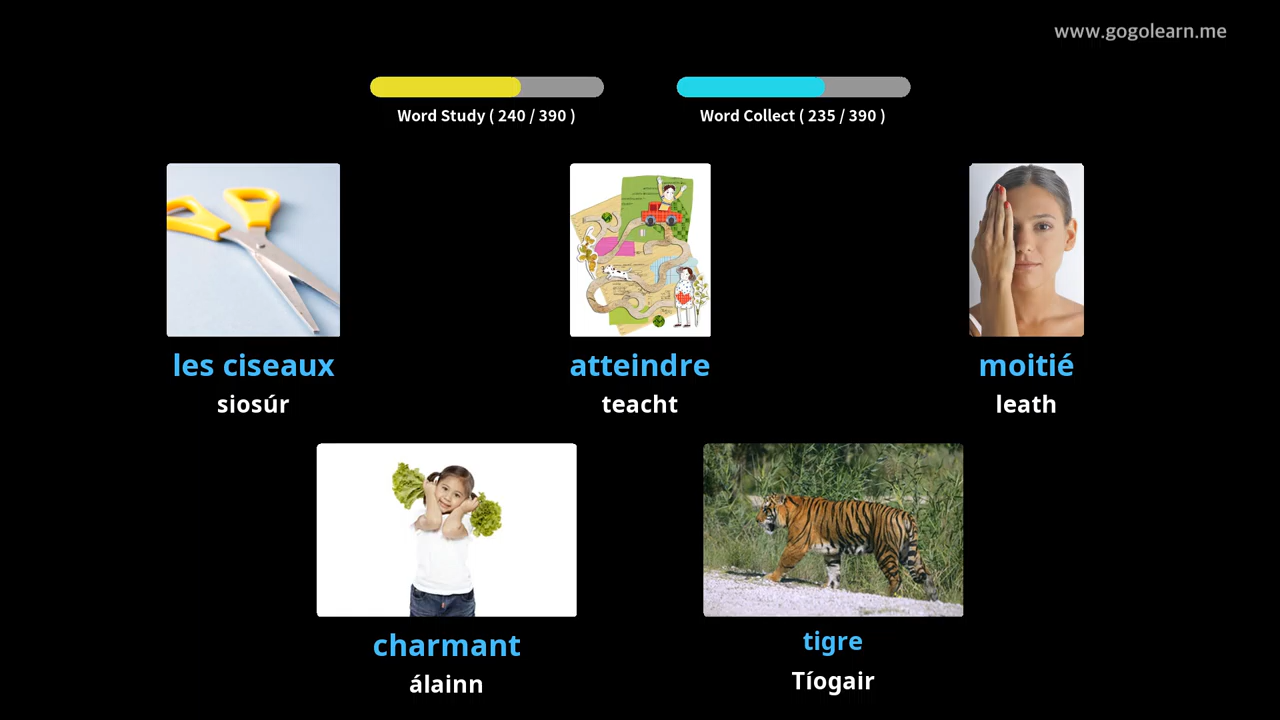 www.gogolearn.me
Word Study ( 240 / 390 )
Word Collect ( 235 / 390 )
les ciseaux
siosúr
atteindre
teacht
moitié
leath
charmant
álainn
tigre
Tíogair